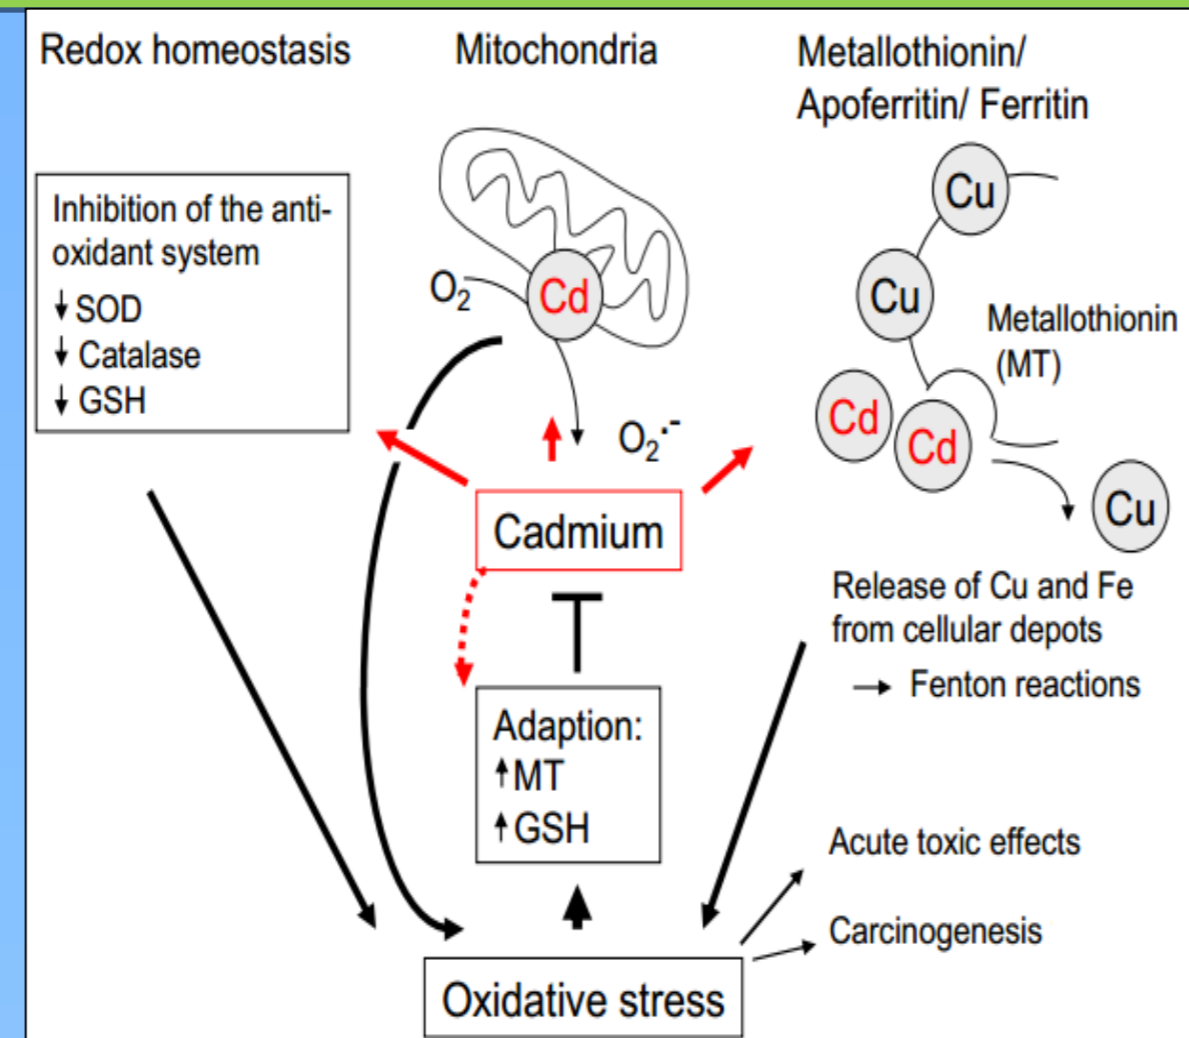 Redox homeostasis
Mitochondria
Metallothionin/
Apoferritin/ Ferritin
Inhibition of the anti-
oxidant system
↓ SOD
↓ Catalase
↓ GSH
O₂
Cd
O₂·⁻
Cu
Cu
Metallothionin
(MT)
Cd
Cd
Cu
Cadmium
Release of Cu and Fe
from cellular depots
→ Fenton reactions
Adaption:
↑ MT
↑ GSH
Acute toxic effects
Carcinogenesis
Oxidative stress